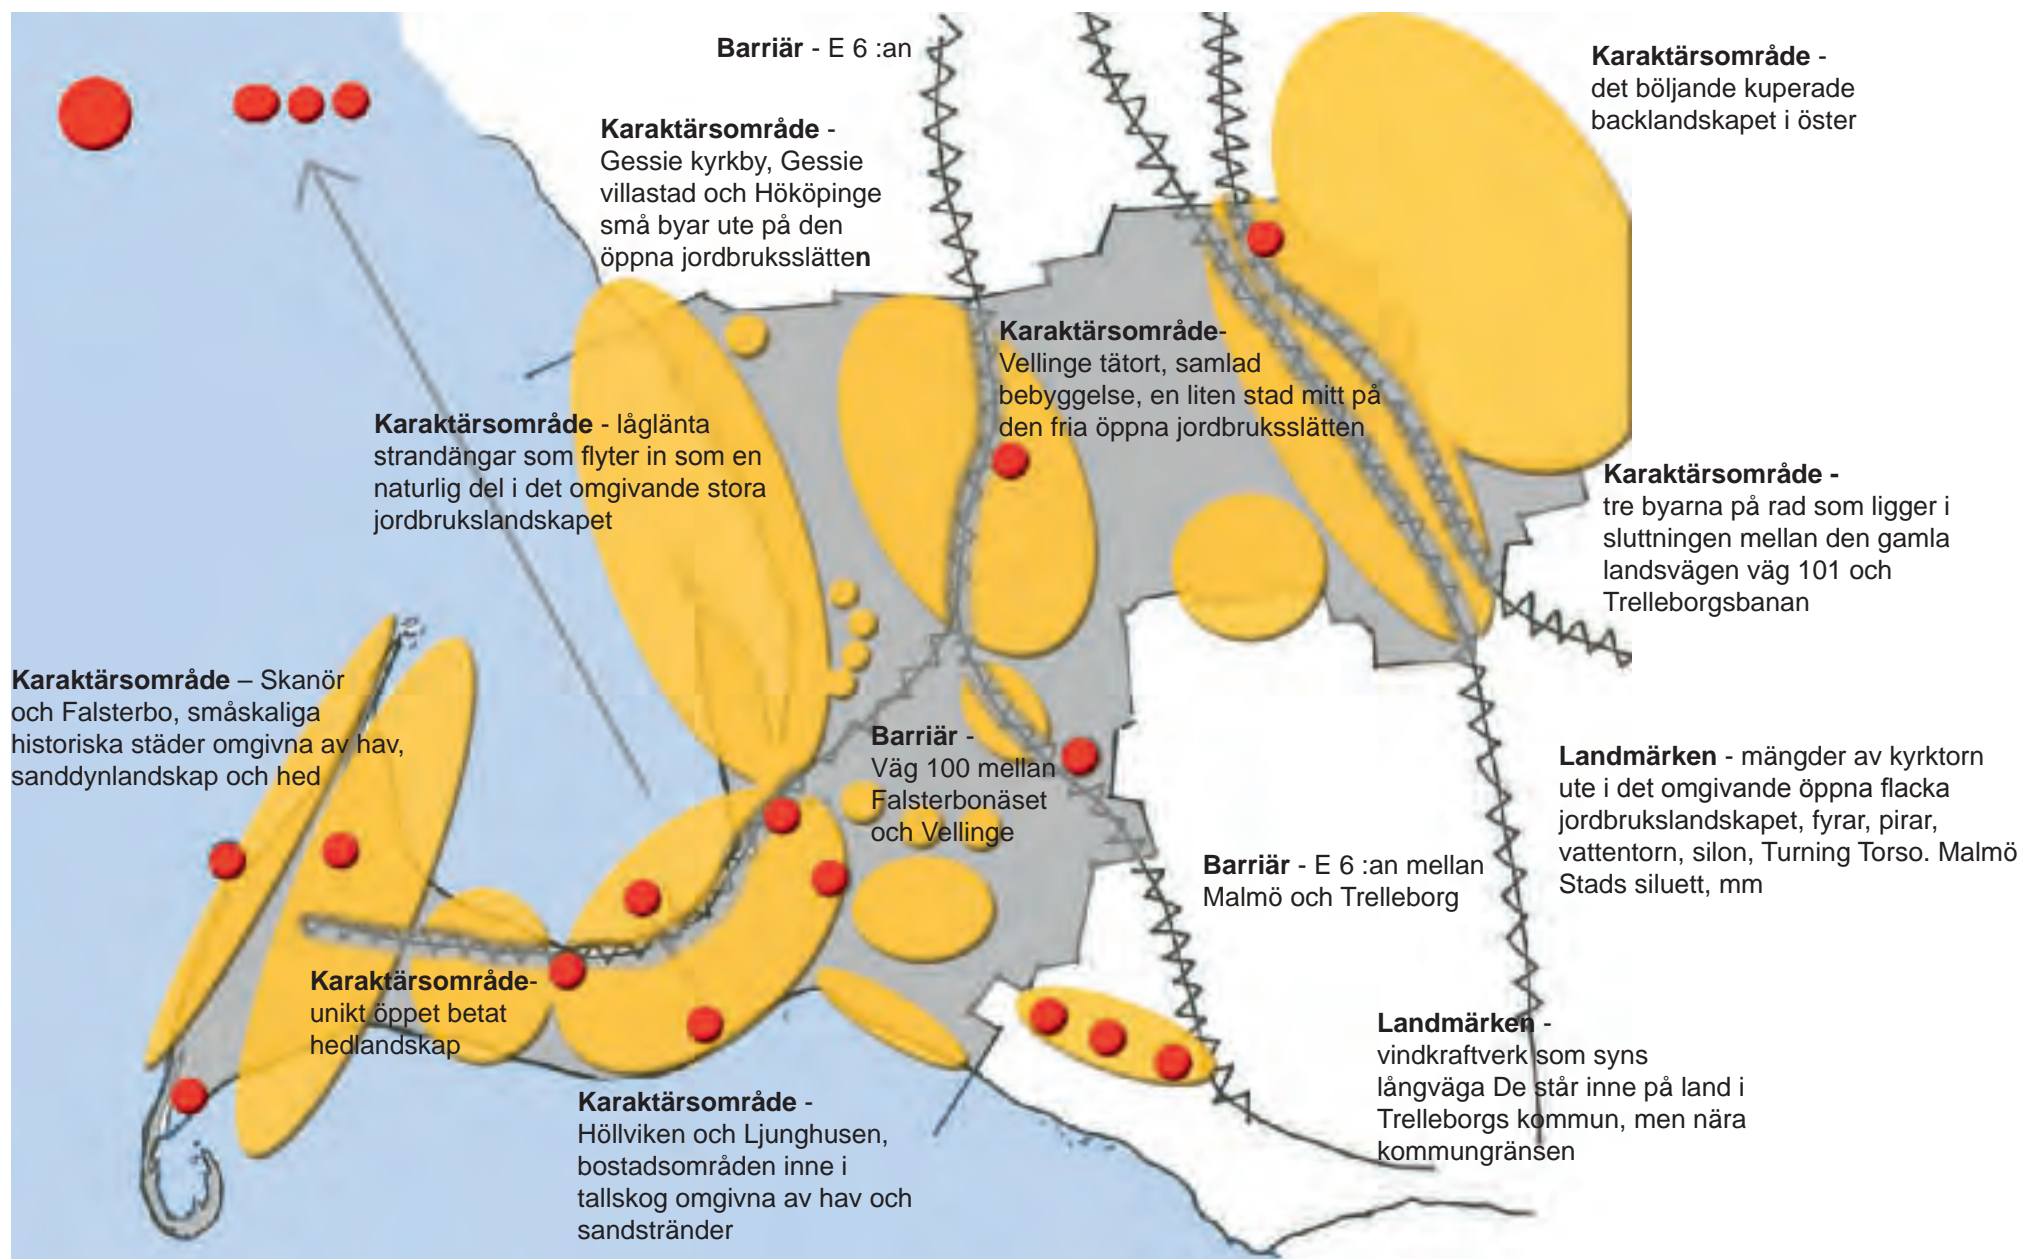 Barriär - E 6 :an
Karaktärsområde -
det böljande kuperade
backlandskapet i öster
Karaktärsområde -
Gessie kyrkby, Gessie
villastad och Hököpinge
små byar ute på den
öppna jordbruksslätten
Karaktärsområde-
Vellinge tätort, samlad
bebyggelse, en liten stad mitt på
den fria öppna jordbruksslätten
Karaktärsområde - låglänta
strandängar som flyter in som en
naturlig del i det omgivande stora
jordbrukslandskapet
Karaktärsområde -
tre byarna på rad som ligger i
sluttningen mellan den gamla
landsvägen väg 101 och
Trelleborgsbanan
Karaktärsområde – Skanör
och Falsterbo, småskaliga
historiska städer omgivna av hav,
sanddynlandskap och hed
Barriär -
Väg 100 mellan
Falsterbonäset
och Vellinge
Landmärken - mängder av kyrktorn
ute i det omgivande öppna flacka
jordbrukslandskapet, fyrar, pirar,
vattentorn, silon, Turning Torso. Malmö
Stads siluett, mm
Barriär - E 6 :an mellan
Malmö och Trelleborg
Karaktärsområde-
unikt öppet betat
hedlandskap
Landmärken -
vindkraftverk som syns
långväga De står inne på land i
Trelleborgs kommun, men nära
kommungränsen
Karaktärsområde -
Höllviken och Ljunghusen,
bostadsområden inne i
tallskog omgivna av hav och
sandstränder